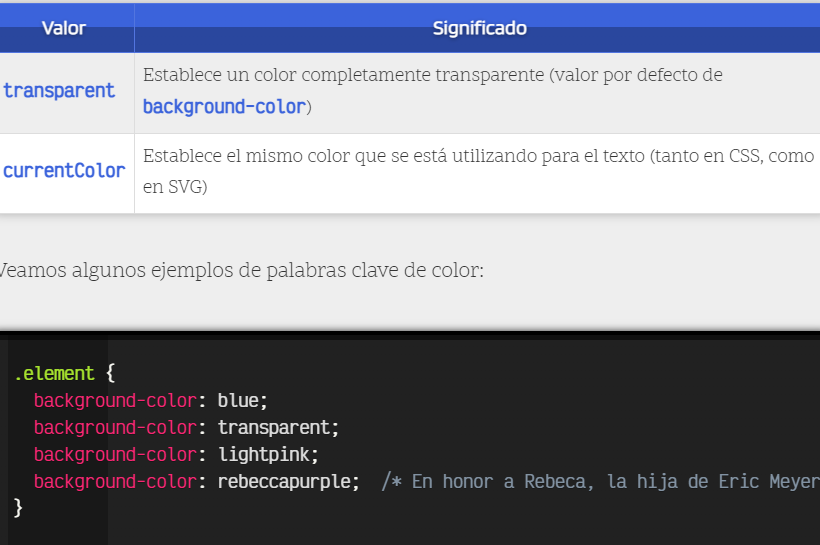 Valor Significado
transparent
Establece un color completamente transparente (valor por defecto de
background-color)
currentColor
Establece el mismo color que se está utilizando para el texto (tanto en CSS, como
en SVG)
Veamos algunos ejemplos de palabras clave de color:
.element {
background-color: blue;
background-color: transparent;
background-color: lightpink;
background-color: rebeccapurple; /* En honor a Rebeca, la hija de Eric Meyer
}